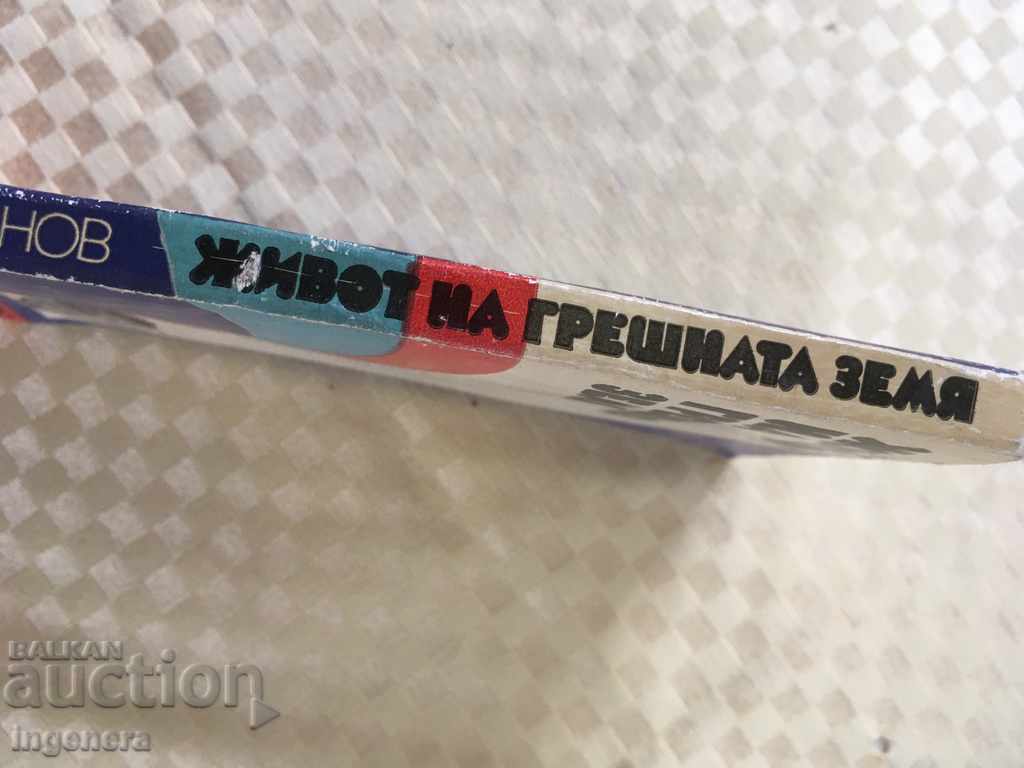 НОВ ЖИВОТ НА ГРЕШНАТА ЗЕМЯ
BALKAN
auction
ingenera